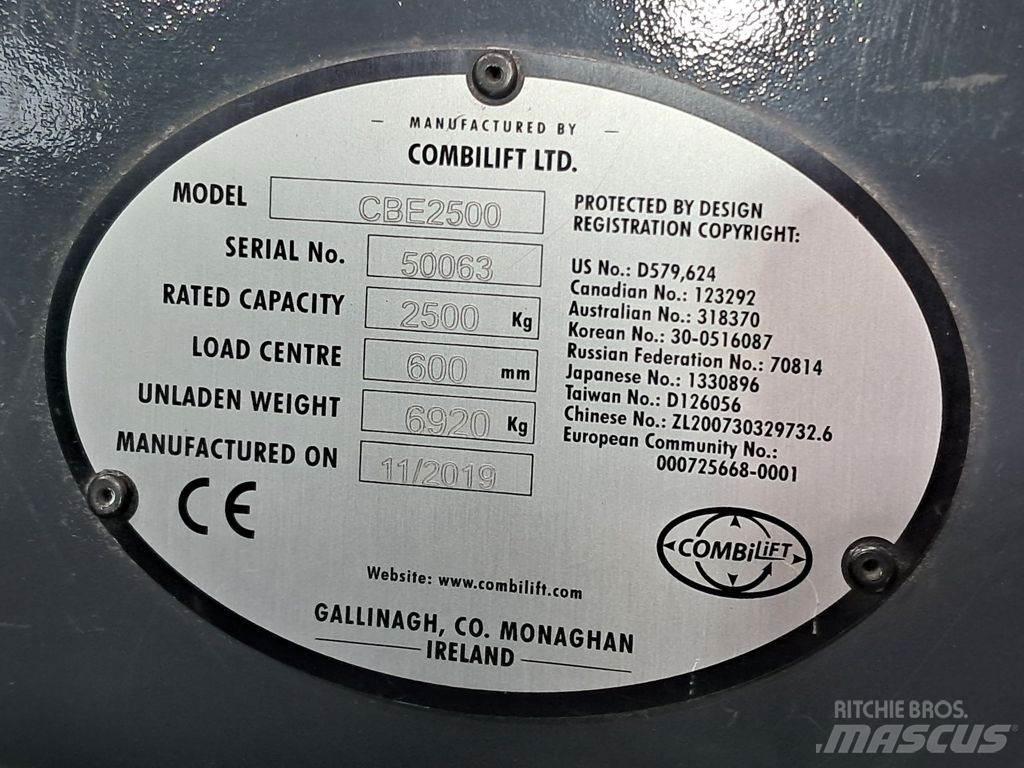 MANUFACTURED BY
COMBILIFT LTD.
MODEL CBE2500
SERIAL No. 50063
RATED CAPACITY 2500 Kg
LOAD CENTRE 600 mm
UNLADEN WEIGHT 6920 Kg
MANUFACTURED ON 11/2019
CE
PROTECTED BY DESIGN
REGISTRATION COPYRIGHT:
US No.: D579,624
Canadian No.: 123292
Australian No.: 318370
Korean No.: 30-0516087
Russian Federation No.: 70814
Japanese No.: 1330896
Taiwan No.: D126056
Chinese No.: ZL200730329732.6
European Community No.:
000725668-0001
COMBiLiFT
Website: www.combilift.com
GALLINAGH, CO. MONAGHAN
IRELAND
RITCHIE BROS.
MASCUS